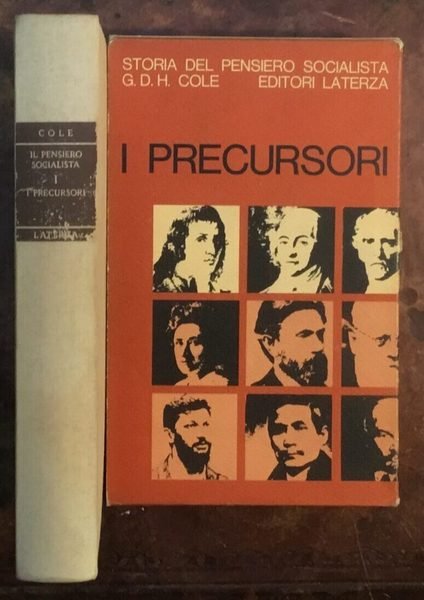 COLE
IL PENSIERO
SOCIALISTA
I
I PRECURSORI
LATERZA
STORIA DEL PENSIERO SOCIALISTA
G. D. H. COLE EDITORI LATERZA
I PRECURSORI